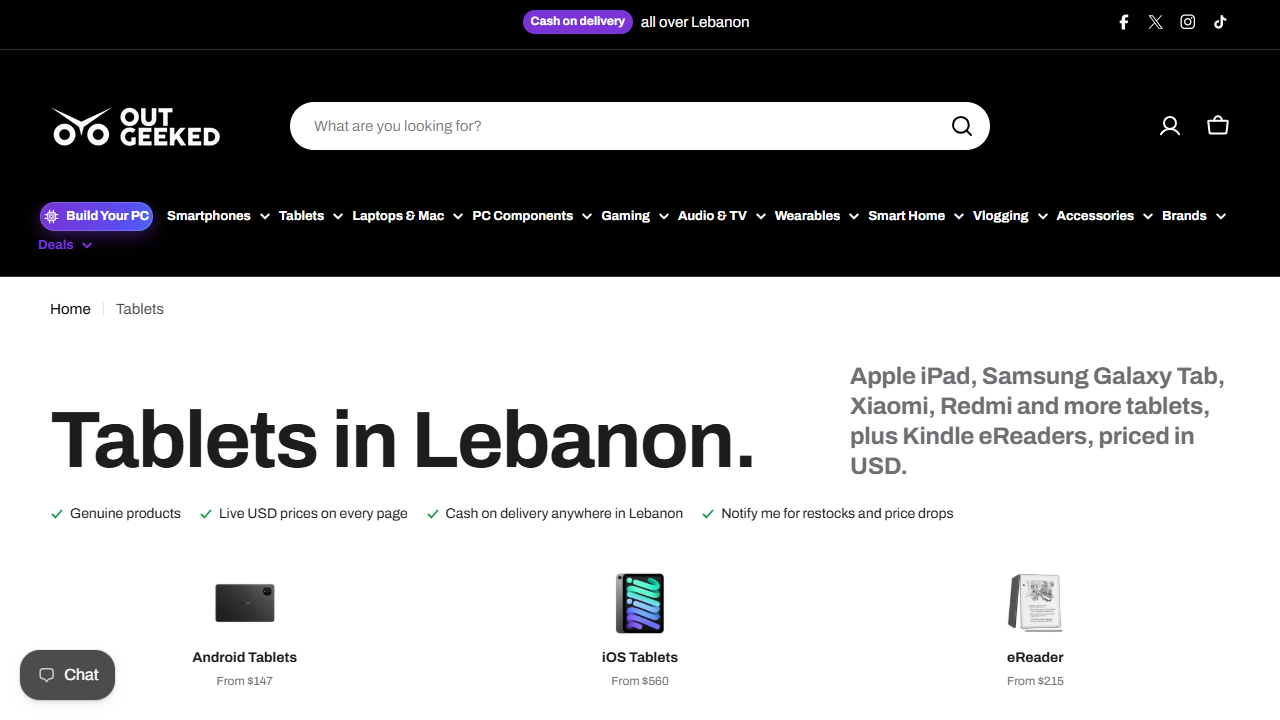 Cash on delivery all over Lebanon
OUT
GEEKED
What are you looking for?
Build Your PC Smartphones Tablets Laptops & Mac PC Components Gaming Audio & TV Wearables Smart Home Vlogging Accessories Brands
Deals
Home Tablets
Apple iPad, Samsung Galaxy Tab,
Xiaomi, Redmi and more tablets,
plus Kindle eReaders, priced in
USD.
Tablets in Lebanon.
Genuine products Live USD prices on every page Cash on delivery anywhere in Lebanon Notify me for restocks and price drops
Android Tablets iOS Tablets eReader
From $147 From $560 From $215
Chat